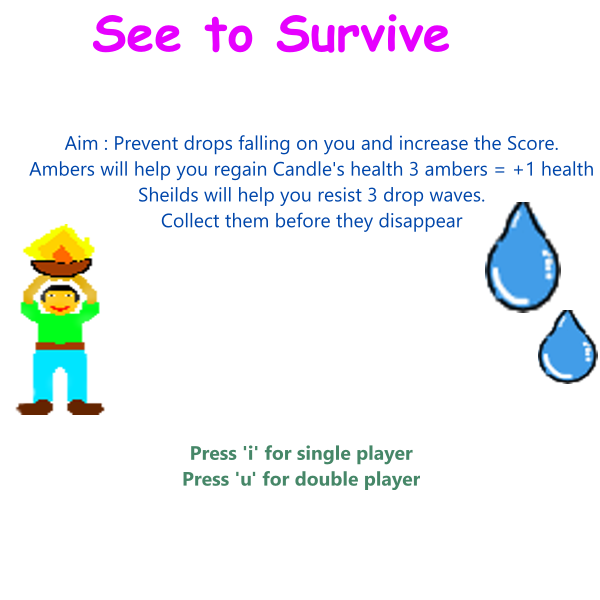 See to Survive
Aim : Prevent drops falling on you and increase the Score.
Ambers will help you regain Candle's health 3 ambers = +1 health
Sheilds will help you resist 3 drop waves.
Collect them before they disappear
Press 'i' for single player
Press 'u' for double player